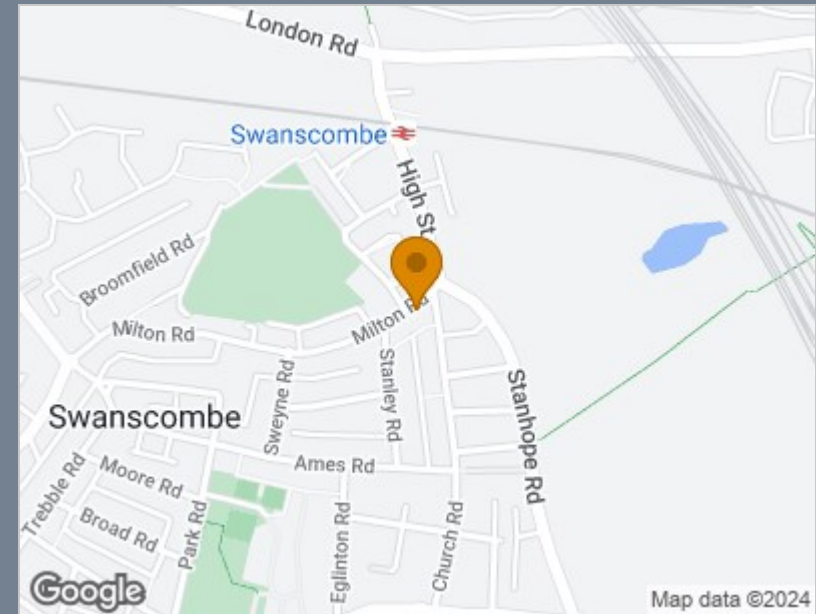 London Rd
Swanscombe
High St
Broomfield Rd
Milton Rd
Milton Rd
Stanley Rd
Sweyne Rd
Stanhope Rd
Swanscombe
Ames Rd
Moore Rd
Trebble Rd
Broad Rd
Park Rd
Eglinton Rd
Church Rd
Google
Map data ©2024